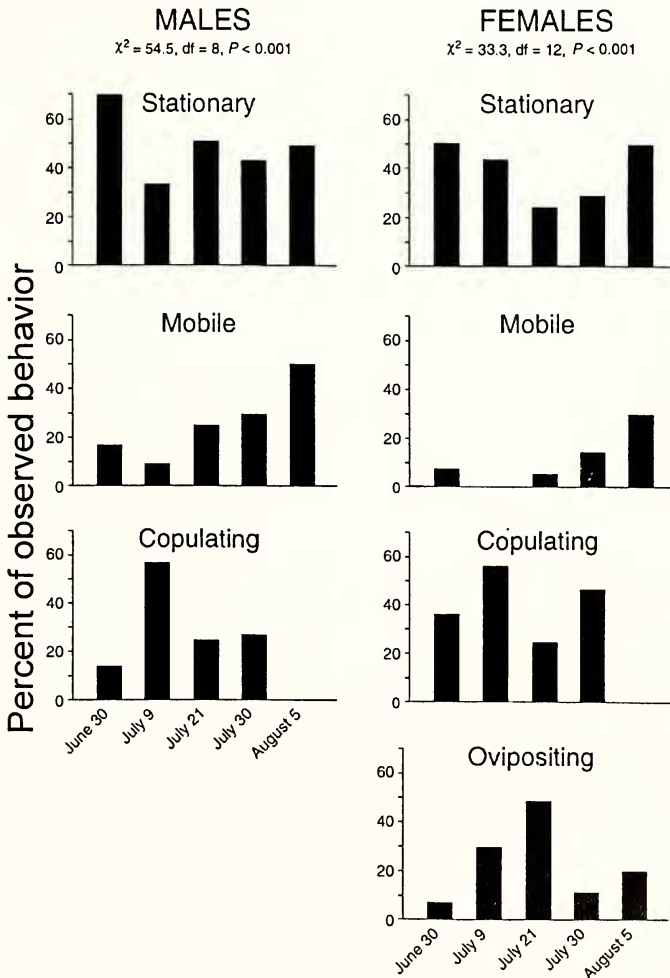 MALES
χ² = 54.5, df = 8, P < 0.001
FEMALES
χ² = 33.3, df = 12, P < 0.001
Percent of observed behavior
Stationary
60
40
20
0
Stationary
60
40
20
0
Mobile
60
40
20
0
Mobile
60
40
20
0
Copulating
60
40
20
0
June 30
July 9
July 21
July 30
August 5
Copulating
60
40
20
0
Ovipositing
60
40
20
0
June 30
July 9
July 21
July 30
August 5